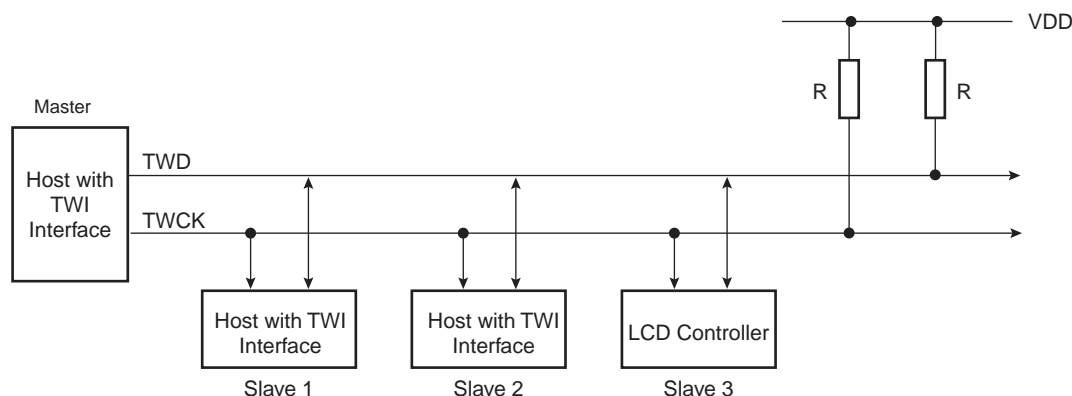 VDD
R
R
Master
Host with
TWI
Interface
TWD
TWCK
Host with TWI
Interface
Slave 1
Host with TWI
Interface
Slave 2
LCD Controller
Slave 3